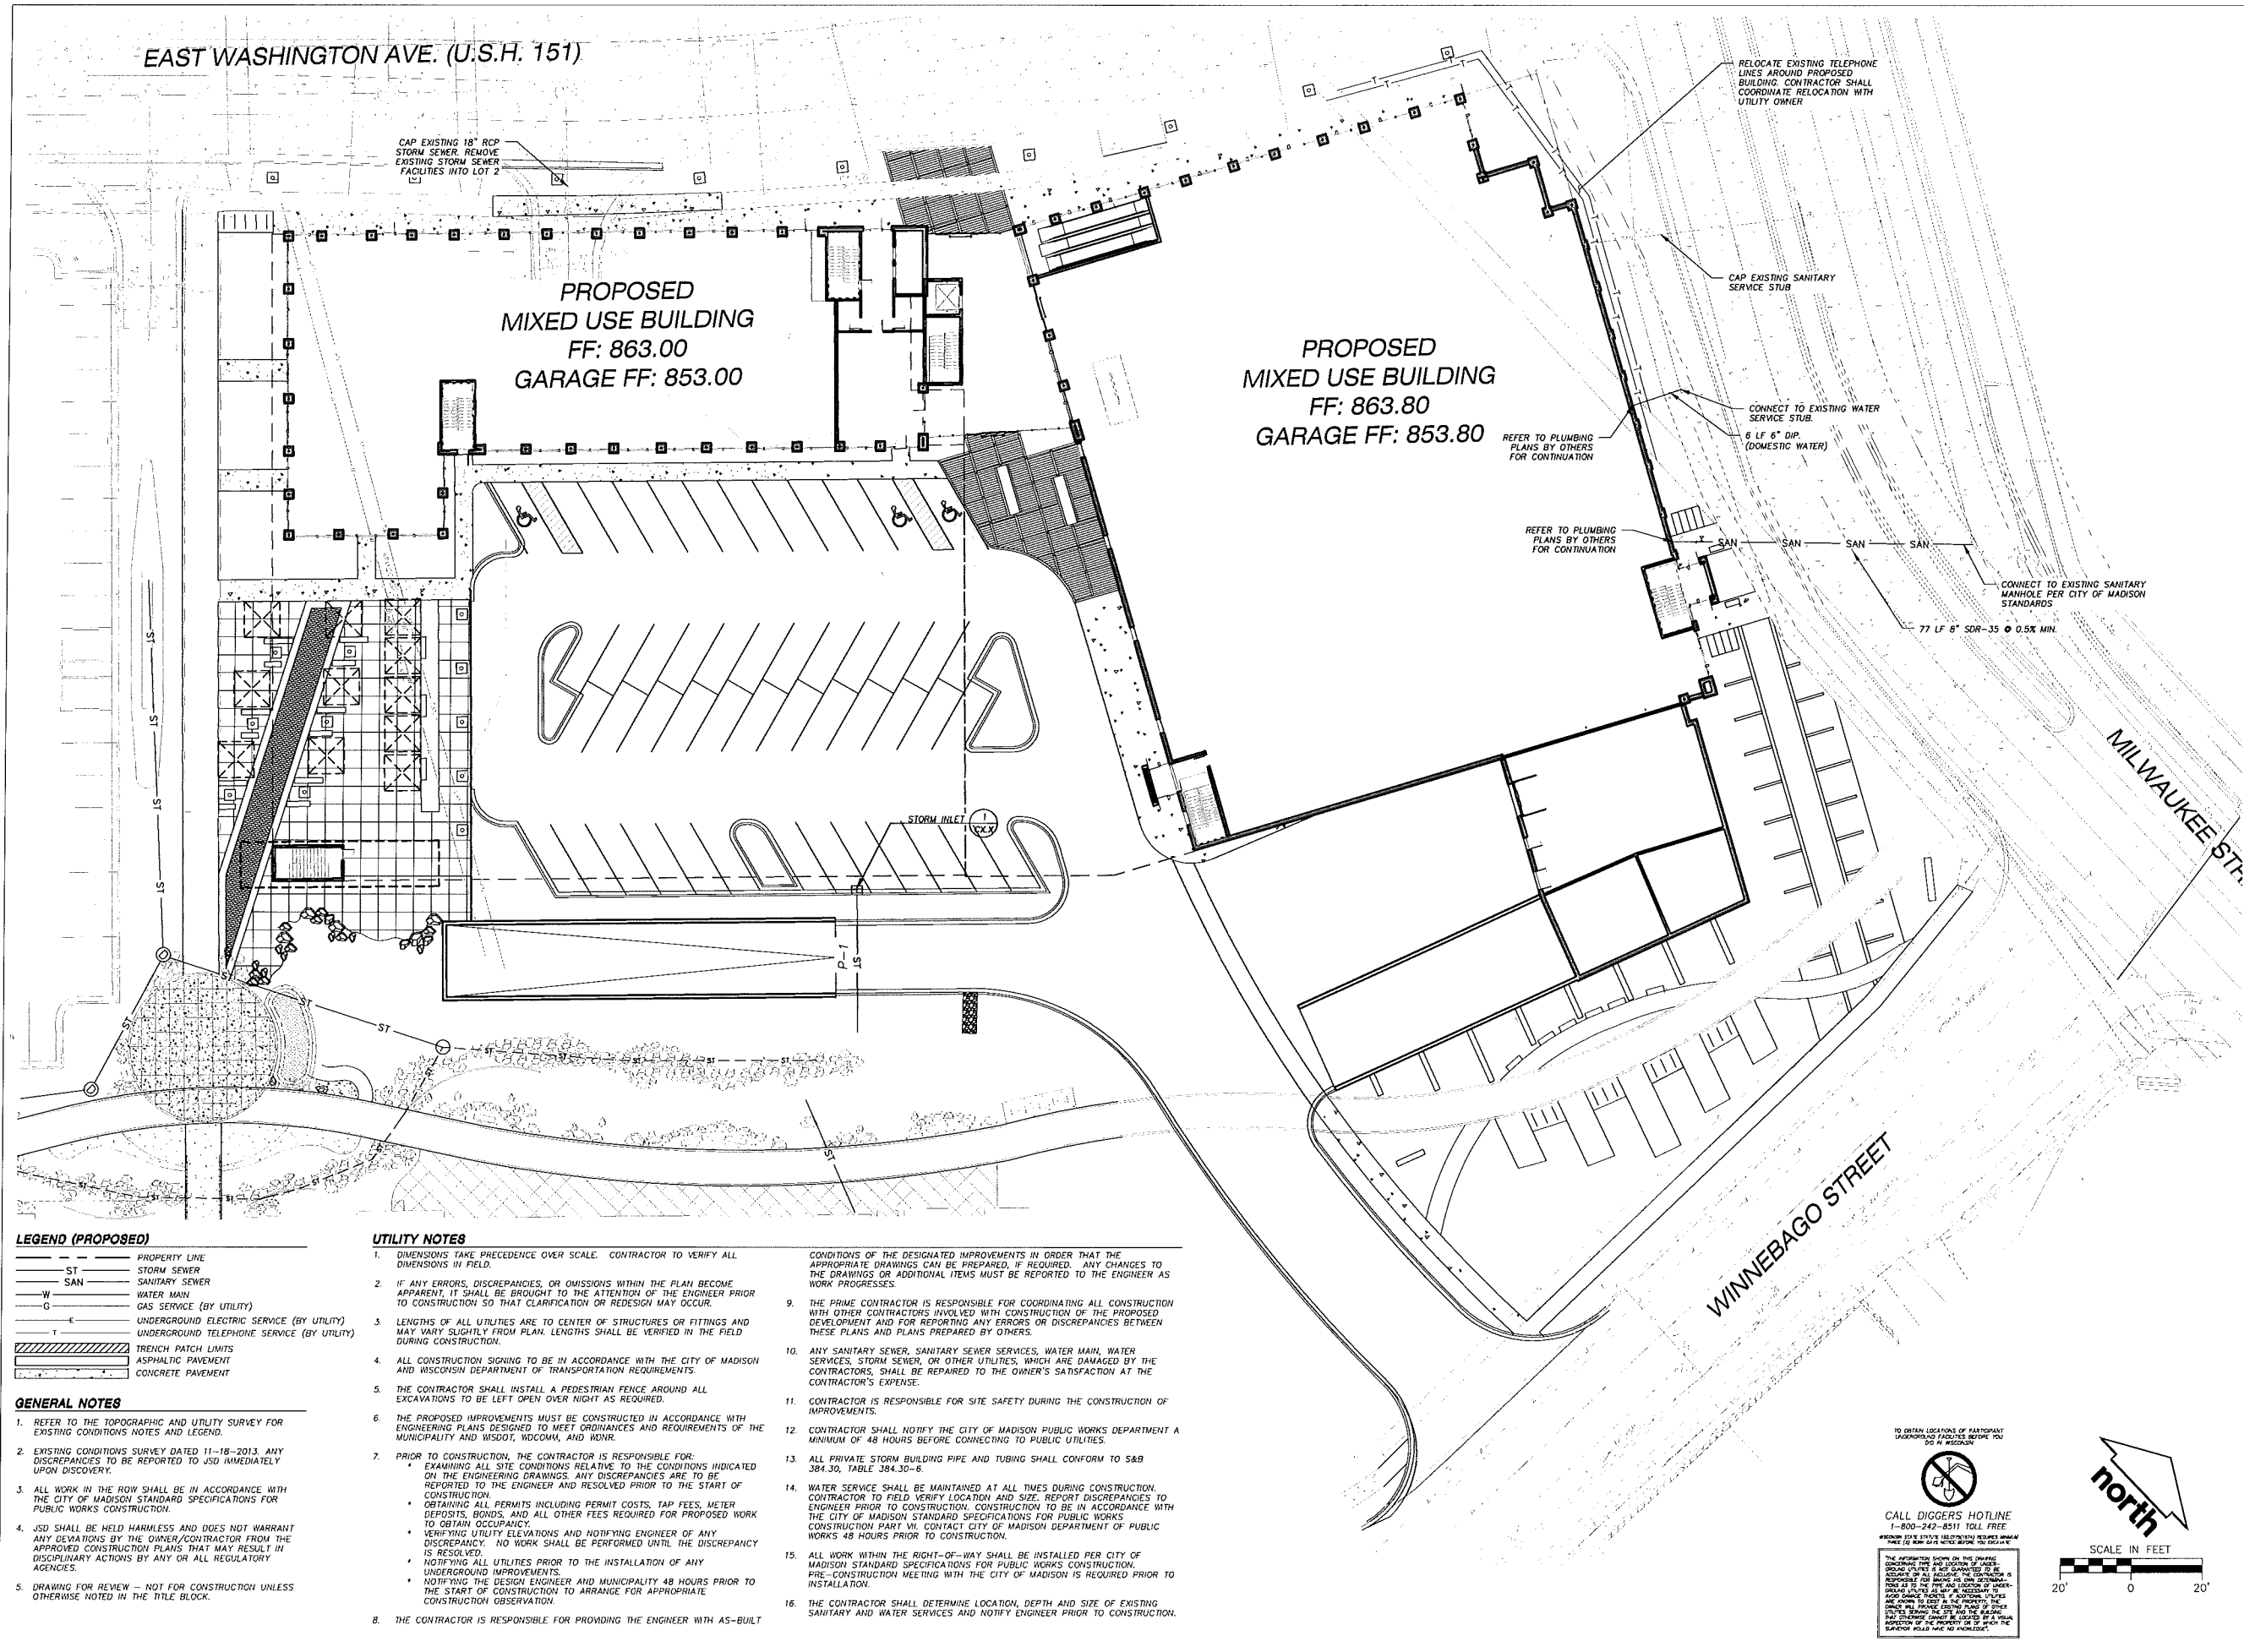 EAST WASHINGTON AVE. (U.S.H. 151)
CAP EXISTING 18" RCP
STORM SEWER. REMOVE
EXISTING STORM SEWER
FACILITIES INTO LOT 2
RELOCATE EXISTING TELEPHONE
LINES AROUND PROPOSED
BUILDING. CONTRACTOR SHALL
COORDINATE RELOCATION WITH
UTILITY OWNER
CAP EXISTING SANITARY
SERVICE STUB
PROPOSED
MIXED USE BUILDING
FF: 863.00
GARAGE FF: 853.00
PROPOSED
MIXED USE BUILDING
FF: 863.80
GARAGE FF: 853.80
CONNECT TO EXISTING WATER
SERVICE STUB.
6 LF 6" DIP.
(DOMESTIC WATER)
REFER TO PLUMBING
PLANS BY OTHERS
FOR CONTINUATION
REFER TO PLUMBING
PLANS BY OTHERS
FOR CONTINUATION
SAN SAN SAN SAN
CONNECT TO EXISTING SANITARY
MANHOLE PER CITY OF MADISON
STANDARDS
77 LF 8" SDR-35 @ 0.5% MIN.
STORM INLET
1
CX.X
P-1
ST
ST
ST
ST
ST
ST
ST
ST
ST
MILWAUKEE
WINNEBAGO STREET
LEGEND (PROPOSED)
PROPERTY LINE
ST STORM SEWER
SAN SANITARY SEWER
W WATER MAIN
G GAS SERVICE (BY UTILITY)
E UNDERGROUND ELECTRIC SERVICE (BY UTILITY)
T UNDERGROUND TELEPHONE SERVICE (BY UTILITY)
TRENCH PATCH LIMITS
ASPHALTIC PAVEMENT
CONCRETE PAVEMENT
GENERAL NOTES
1. REFER TO THE TOPOGRAPHIC AND UTILITY SURVEY FOR
EXISTING CONDITIONS NOTES AND LEGEND.
2. EXISTING CONDITIONS SURVEY DATED 11-18-2013. ANY
DISCREPANCIES TO BE REPORTED TO JSD IMMEDIATELY
UPON DISCOVERY.
3. ALL WORK IN THE ROW SHALL BE IN ACCORDANCE WITH
THE CITY OF MADISON STANDARD SPECIFICATIONS FOR
PUBLIC WORKS CONSTRUCTION.
4. JSD SHALL BE HELD HARMLESS AND DOES NOT WARRANT
ANY DEVIATIONS BY THE OWNER/CONTRACTOR FROM THE
APPROVED CONSTRUCTION PLANS THAT MAY RESULT IN
DISCIPLINARY ACTIONS BY ANY OR ALL REGULATORY
AGENCIES.
5. DRAWING FOR REVIEW – NOT FOR CONSTRUCTION UNLESS
OTHERWISE NOTED IN THE TITLE BLOCK.
UTILITY NOTES
1. DIMENSIONS TAKE PRECEDENCE OVER SCALE. CONTRACTOR TO VERIFY ALL
DIMENSIONS IN FIELD.
2. IF ANY ERRORS, DISCREPANCIES, OR OMISSIONS WITHIN THE PLAN BECOME
APPARENT, IT SHALL BE BROUGHT TO THE ATTENTION OF THE ENGINEER PRIOR
TO CONSTRUCTION SO THAT CLARIFICATION OR REDESIGN MAY OCCUR.
3. LENGTHS OF ALL UTILITIES ARE TO CENTER OF STRUCTURES OR FITTINGS AND
MAY VARY SLIGHTLY FROM PLAN. LENGTHS SHALL BE VERIFIED IN THE FIELD
DURING CONSTRUCTION.
4. ALL CONSTRUCTION SIGNING TO BE IN ACCORDANCE WITH THE CITY OF MADISON
AND WISCONSIN DEPARTMENT OF TRANSPORTATION REQUIREMENTS.
5. THE CONTRACTOR SHALL INSTALL A PEDESTRIAN FENCE AROUND ALL
EXCAVATIONS TO BE LEFT OPEN OVER NIGHT AS REQUIRED.
6. THE PROPOSED IMPROVEMENTS MUST BE CONSTRUCTED IN ACCORDANCE WITH
ENGINEERING PLANS DESIGNED TO MEET ORDINANCES AND REQUIREMENTS OF THE
MUNICIPALITY AND WISDOT, WDCOMM, AND WDNR.
7. PRIOR TO CONSTRUCTION, THE CONTRACTOR IS RESPONSIBLE FOR:
* EXAMINING ALL SITE CONDITIONS RELATIVE TO THE CONDITIONS INDICATED
ON THE ENGINEERING DRAWINGS. ANY DISCREPANCIES ARE TO BE
REPORTED TO THE ENGINEER AND RESOLVED PRIOR TO THE START OF
CONSTRUCTION.
* OBTAINING ALL PERMITS INCLUDING PERMIT COSTS, TAP FEES, METER
DEPOSITS, BONDS, AND ALL OTHER FEES REQUIRED FOR PROPOSED WORK
TO OBTAIN OCCUPANCY.
* VERIFYING UTILITY ELEVATIONS AND NOTIFYING ENGINEER OF ANY
DISCREPANCY. NO WORK SHALL BE PERFORMED UNTIL THE DISCREPANCY
IS RESOLVED.
* NOTIFYING ALL UTILITIES PRIOR TO THE INSTALLATION OF ANY
UNDERGROUND IMPROVEMENTS.
* NOTIFYING THE DESIGN ENGINEER AND MUNICIPALITY 48 HOURS PRIOR TO
THE START OF CONSTRUCTION TO ARRANGE FOR APPROPRIATE
CONSTRUCTION OBSERVATION.
8. THE CONTRACTOR IS RESPONSIBLE FOR PROVIDING THE ENGINEER WITH AS-BUILT
CONDITIONS OF THE DESIGNATED IMPROVEMENTS IN ORDER THAT THE
APPROPRIATE DRAWINGS CAN BE PREPARED, IF REQUIRED. ANY CHANGES TO
THE DRAWINGS OR ADDITIONAL ITEMS MUST BE REPORTED TO THE ENGINEER AS
WORK PROGRESSES.
9. THE PRIME CONTRACTOR IS RESPONSIBLE FOR COORDINATING ALL CONSTRUCTION
WITH OTHER CONTRACTORS INVOLVED WITH CONSTRUCTION OF THE PROPOSED
DEVELOPMENT AND FOR REPORTING ANY ERRORS OR DISCREPANCIES BETWEEN
THESE PLANS AND PLANS PREPARED BY OTHERS.
10. ANY SANITARY SEWER, SANITARY SEWER SERVICES, WATER MAIN, WATER
SERVICES, STORM SEWER, OR OTHER UTILITIES, WHICH ARE DAMAGED BY THE
CONTRACTORS, SHALL BE REPAIRED TO THE OWNER'S SATISFACTION AT THE
CONTRACTOR'S EXPENSE.
11. CONTRACTOR IS RESPONSIBLE FOR SITE SAFETY DURING THE CONSTRUCTION OF
IMPROVEMENTS.
12. CONTRACTOR SHALL NOTIFY THE CITY OF MADISON PUBLIC WORKS DEPARTMENT A
MINIMUM OF 48 HOURS BEFORE CONNECTING TO PUBLIC UTILITIES.
13. ALL PRIVATE STORM BUILDING PIPE AND TUBING SHALL CONFORM TO S&B
384.30, TABLE 384.30-6.
14. WATER SERVICE SHALL BE MAINTAINED AT ALL TIMES DURING CONSTRUCTION.
CONTRACTOR TO FIELD VERIFY LOCATION AND SIZE. REPORT DISCREPANCIES TO
ENGINEER PRIOR TO CONSTRUCTION. CONSTRUCTION TO BE IN ACCORDANCE WITH
THE CITY OF MADISON STANDARD SPECIFICATIONS FOR PUBLIC WORKS
CONSTRUCTION PART VII. CONTACT CITY OF MADISON DEPARTMENT OF PUBLIC
WORKS 48 HOURS PRIOR TO CONSTRUCTION.
15. ALL WORK WITHIN THE RIGHT-OF-WAY SHALL BE INSTALLED PER CITY OF
MADISON STANDARD SPECIFICATIONS FOR PUBLIC WORKS CONSTRUCTION.
PRE-CONSTRUCTION MEETING WITH THE CITY OF MADISON IS REQUIRED PRIOR TO
INSTALLATION.
16. THE CONTRACTOR SHALL DETERMINE LOCATION, DEPTH AND SIZE OF EXISTING
SANITARY AND WATER SERVICES AND NOTIFY ENGINEER PRIOR TO CONSTRUCTION.
TO OBTAIN LOCATIONS OF PARTICIPANT
UNDERGROUND FACILITIES BEFORE YOU
DIG IN WISCONSIN
CALL DIGGERS HOTLINE
1-800-242-8511 TOLL FREE
north
SCALE IN FEET
20' 0 20'